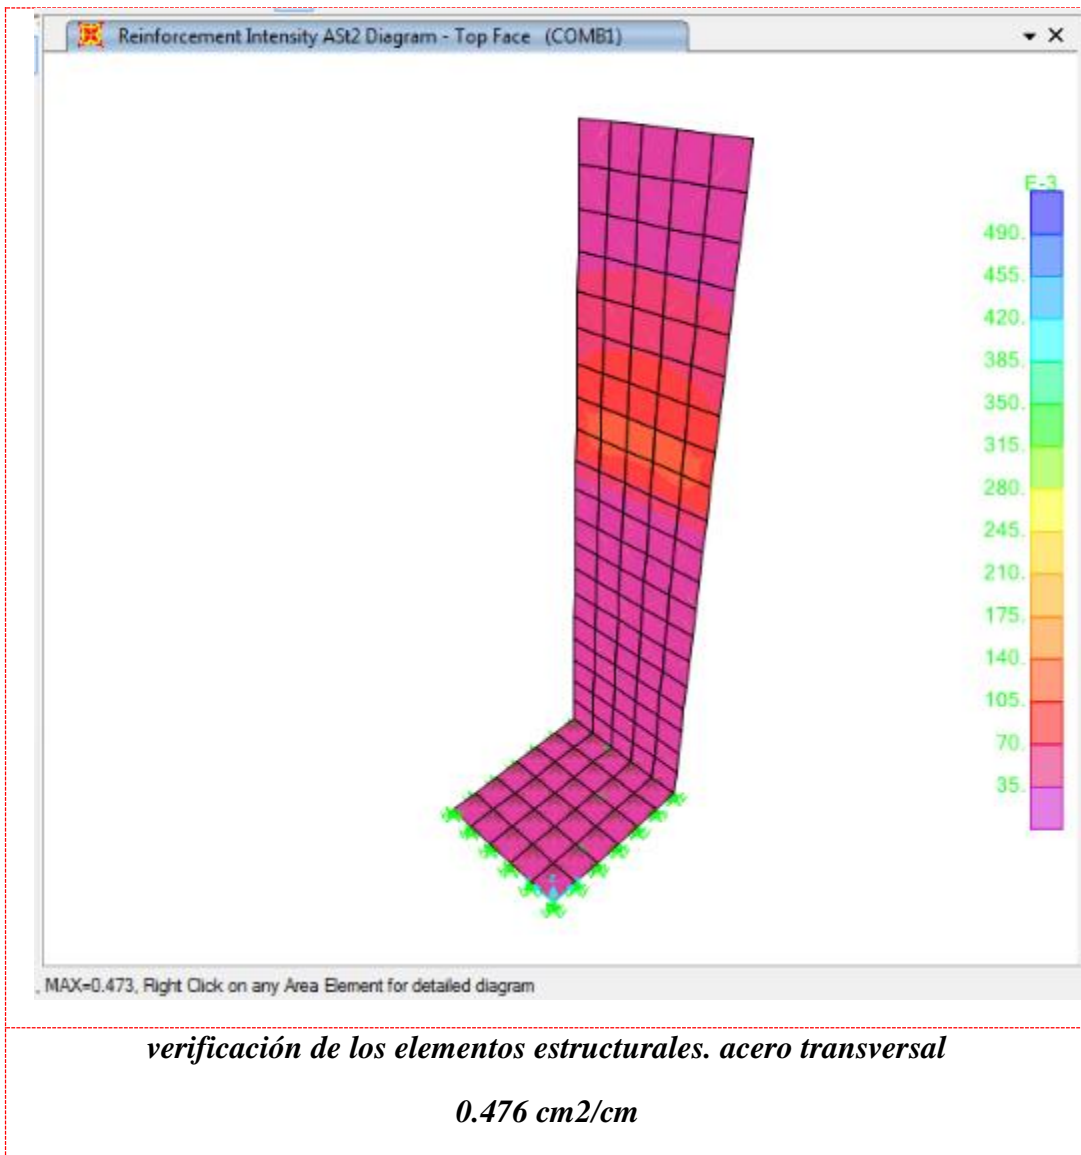 Reinforcement Intensity ASt2 Diagram - Top Face (COMB1)
E-3
490.
455.
420.
385.
350.
315.
280.
245.
210.
175.
140.
105.
70.
35.
, MAX=0.473, Right Click on any Area Element for detailed diagram
verificación de los elementos estructurales. acero transversal
0.476 cm2/cm